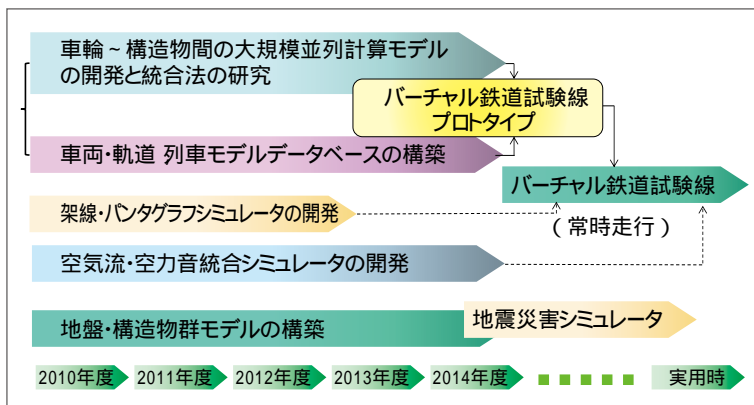 車輪~構造物間の大規模並列計算モデル
の開発と統合法の研究
バーチャル鉄道試験線
プロトタイプ
車両・軌道 列車モデルデータベースの構築
バーチャル鉄道試験線
架線・パンタグラフシミュレータの開発
(常時走行)
空気流・空力音統合シミュレータの開発
地盤・構造物群モデルの構築
地震災害シミュレータ
2010年度
2011年度
2012年度
2013年度
2014年度
実用時